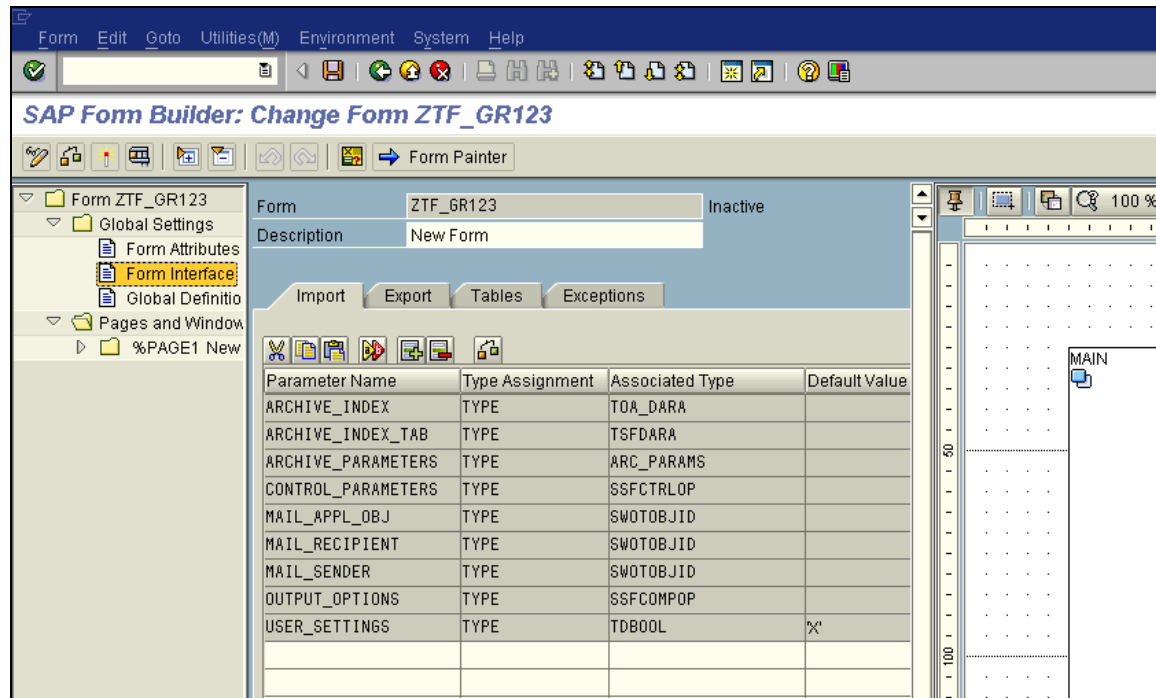 Form Edit Goto Utilities(M) Environment System Help
SAP Form Builder: Change Form ZTF_GR123
Form Painter
Form ZTF_GR123
Global Settings
Form Attributes
Form Interface
Global Definitio
Pages and Window
%PAGE1 New
Form ZTF_GR123 Inactive
Description New Form
Import Export Tables Exceptions
Parameter Name Type Assignment Associated Type Default Value
ARCHIVE_INDEX TYPE TOA_DARA
ARCHIVE_INDEX_TAB TYPE TSFDARA
ARCHIVE_PARAMETERS TYPE ARC_PARAMS
CONTROL_PARAMETERS TYPE SSFCTRLOP
MAIL_APPL_OBJ TYPE SWOTOBJID
MAIL_RECIPIENT TYPE SWOTOBJID
MAIL_SENDER TYPE SWOTOBJID
OUTPUT_OPTIONS TYPE SSFCOMPOP
USER_SETTINGS TYPE TDBOOL 'X'
100 %
MAIN
50
100